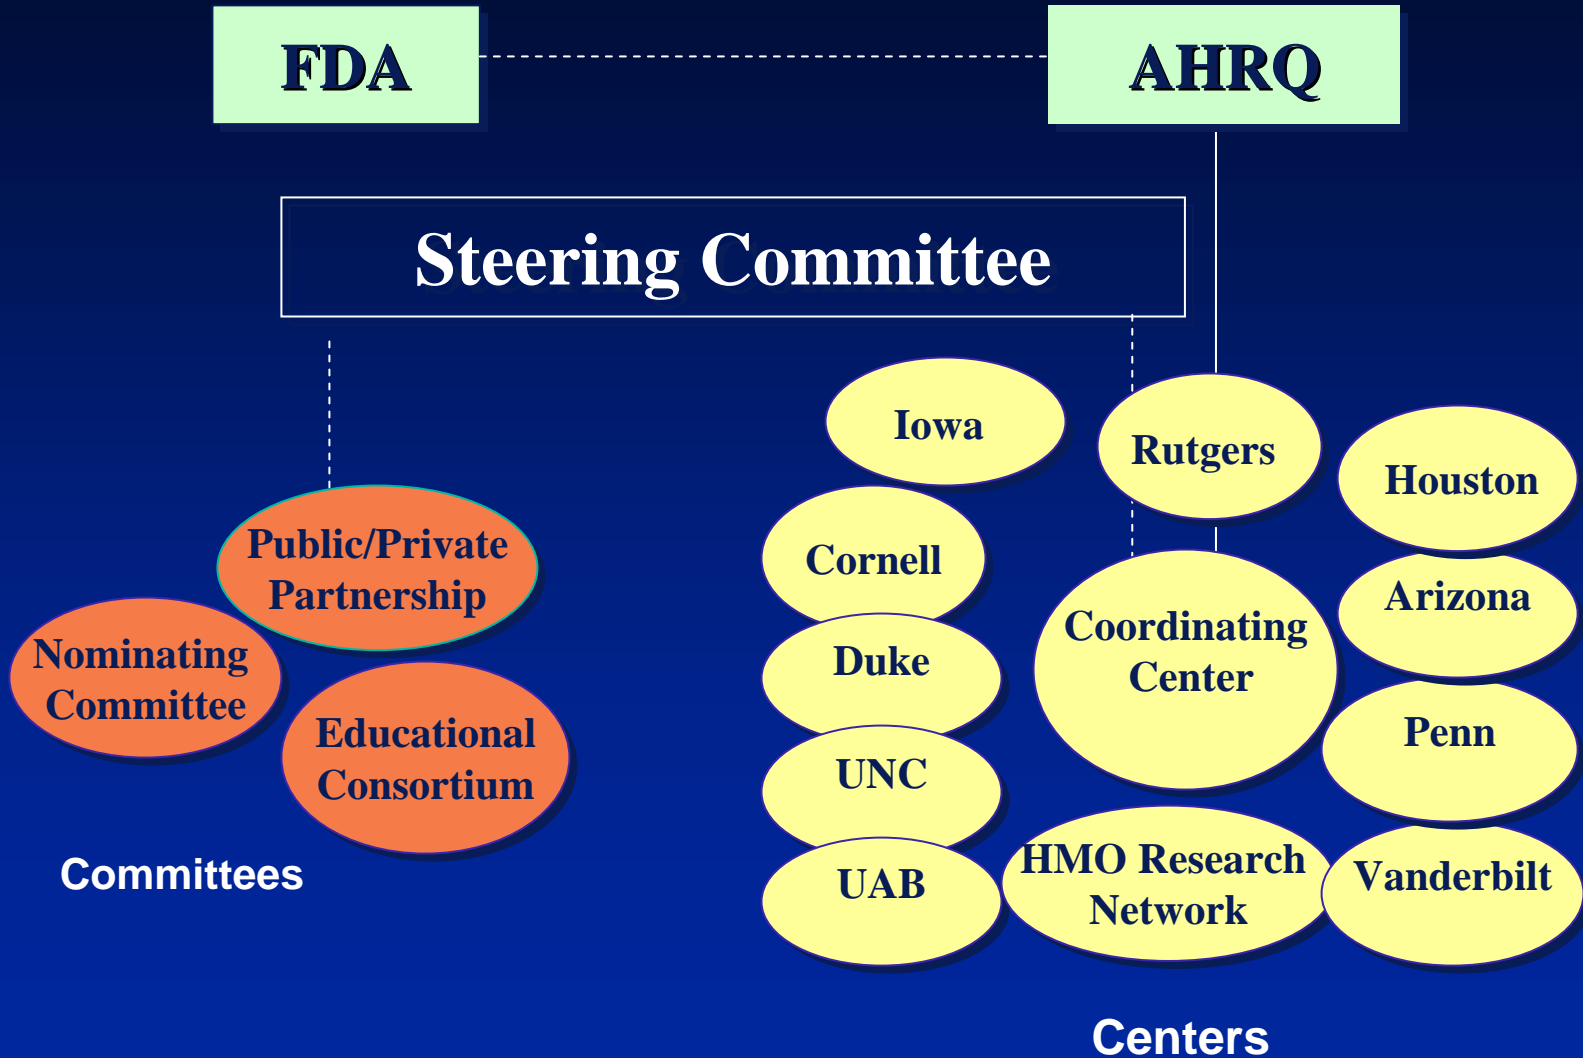 FDA
AHRQ
Steering Committee
Public/Private
Partnership
Nominating
Committee
Educational
Consortium
Committees
Iowa
Rutgers
Houston
Cornell
Arizona
Duke
Coordinating
Center
Penn
UNC
UAB
HMO Research
Network
Vanderbilt
Centers